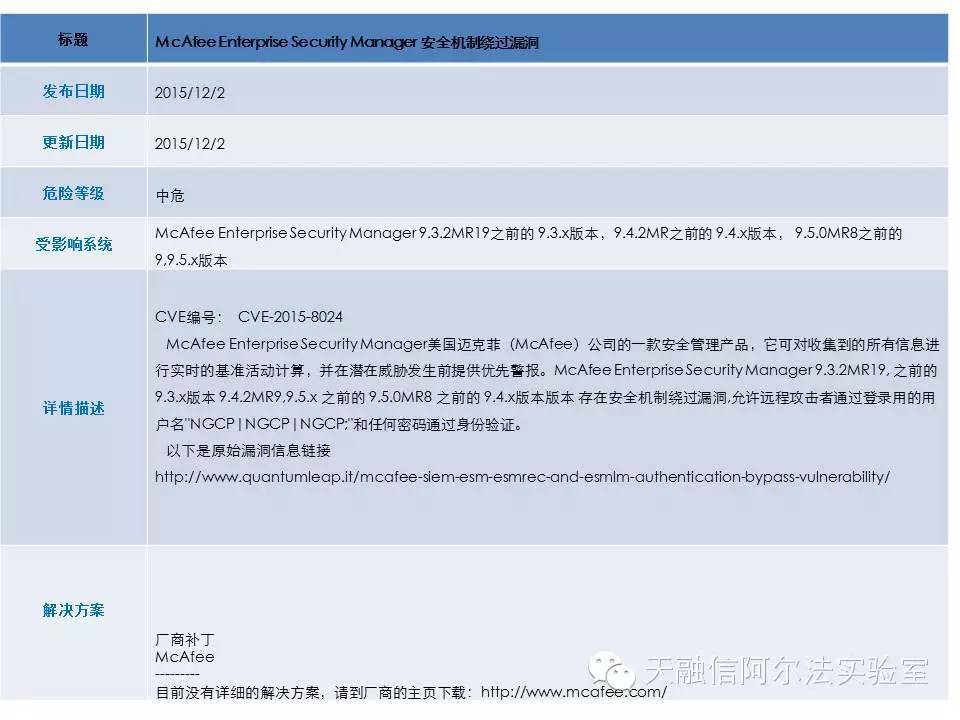 标题
McAfee Enterprise Security Manager 安全机制绕过漏洞
发布日期
2015/12/2
更新日期
2015/12/2
危险等级
中危
受影响系统
McAfee Enterprise Security Manager 9.3.2MR19之前的 9.3.x版本，9.4.2MR之前的 9.4.x版本， 9.5.0MR8之前的
9,9.5.x版本
详情描述
CVE编号： CVE-2015-8024
McAfee Enterprise Security Manager美国迈克菲（McAfee）公司的一款安全管理产品，它可对收集到的所有信息进
行实时的基准活动计算，并在潜在威胁发生前提供优先警报。McAfee Enterprise Security Manager 9.3.2MR19, 之前的
9.3.x版本 9.4.2MR9,9.5.x 之前的 9.5.0MR8 之前的 9.4.x版本版本 存在安全机制绕过漏洞,允许远程攻击者通过登录用的用
户名"NGCP|NGCP|NGCP;"和任何密码通过身份验证。
以下是原始漏洞信息链接
http://www.quantumleap.it/mcafee-siem-esm-esmrec-and-esmlm-authentication-bypass-vulnerability/
解决方案
厂商补丁
McAfee
---------
目前没有详细的解决方案，请到厂商的主页下载：http://www.mcafee.com/
天融信阿尔法实验室